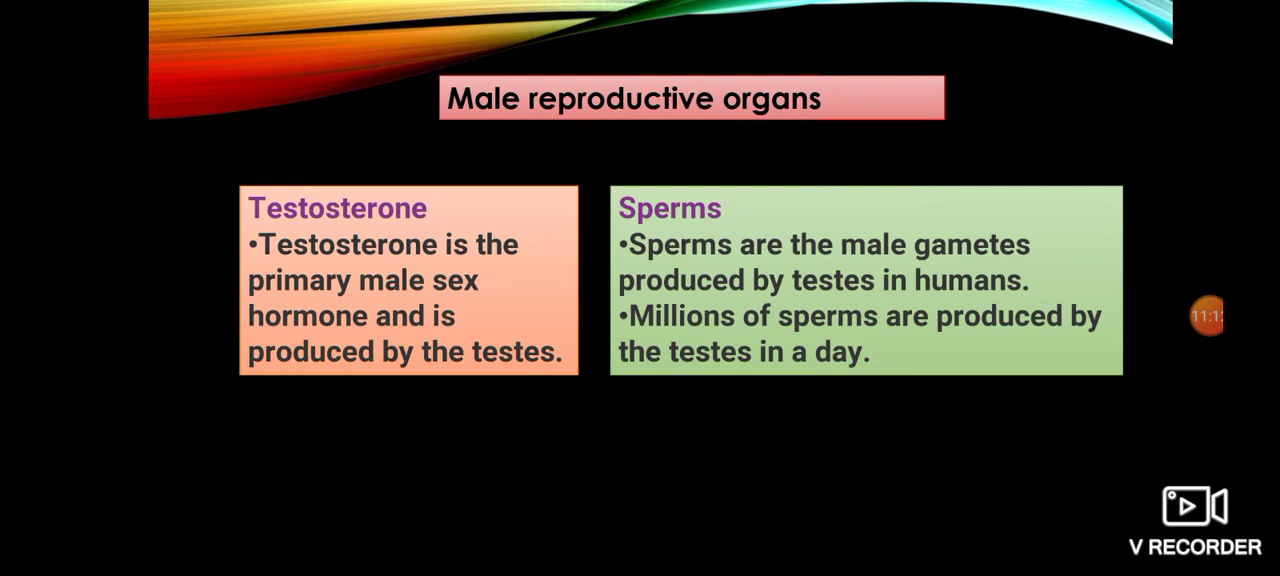 Male reproductive organs
Testosterone
•Testosterone is the
primary male sex
hormone and is
produced by the testes.
Sperms
•Sperms are the male gametes
produced by testes in humans.
•Millions of sperms are produced by
the testes in a day.
V RECORDER